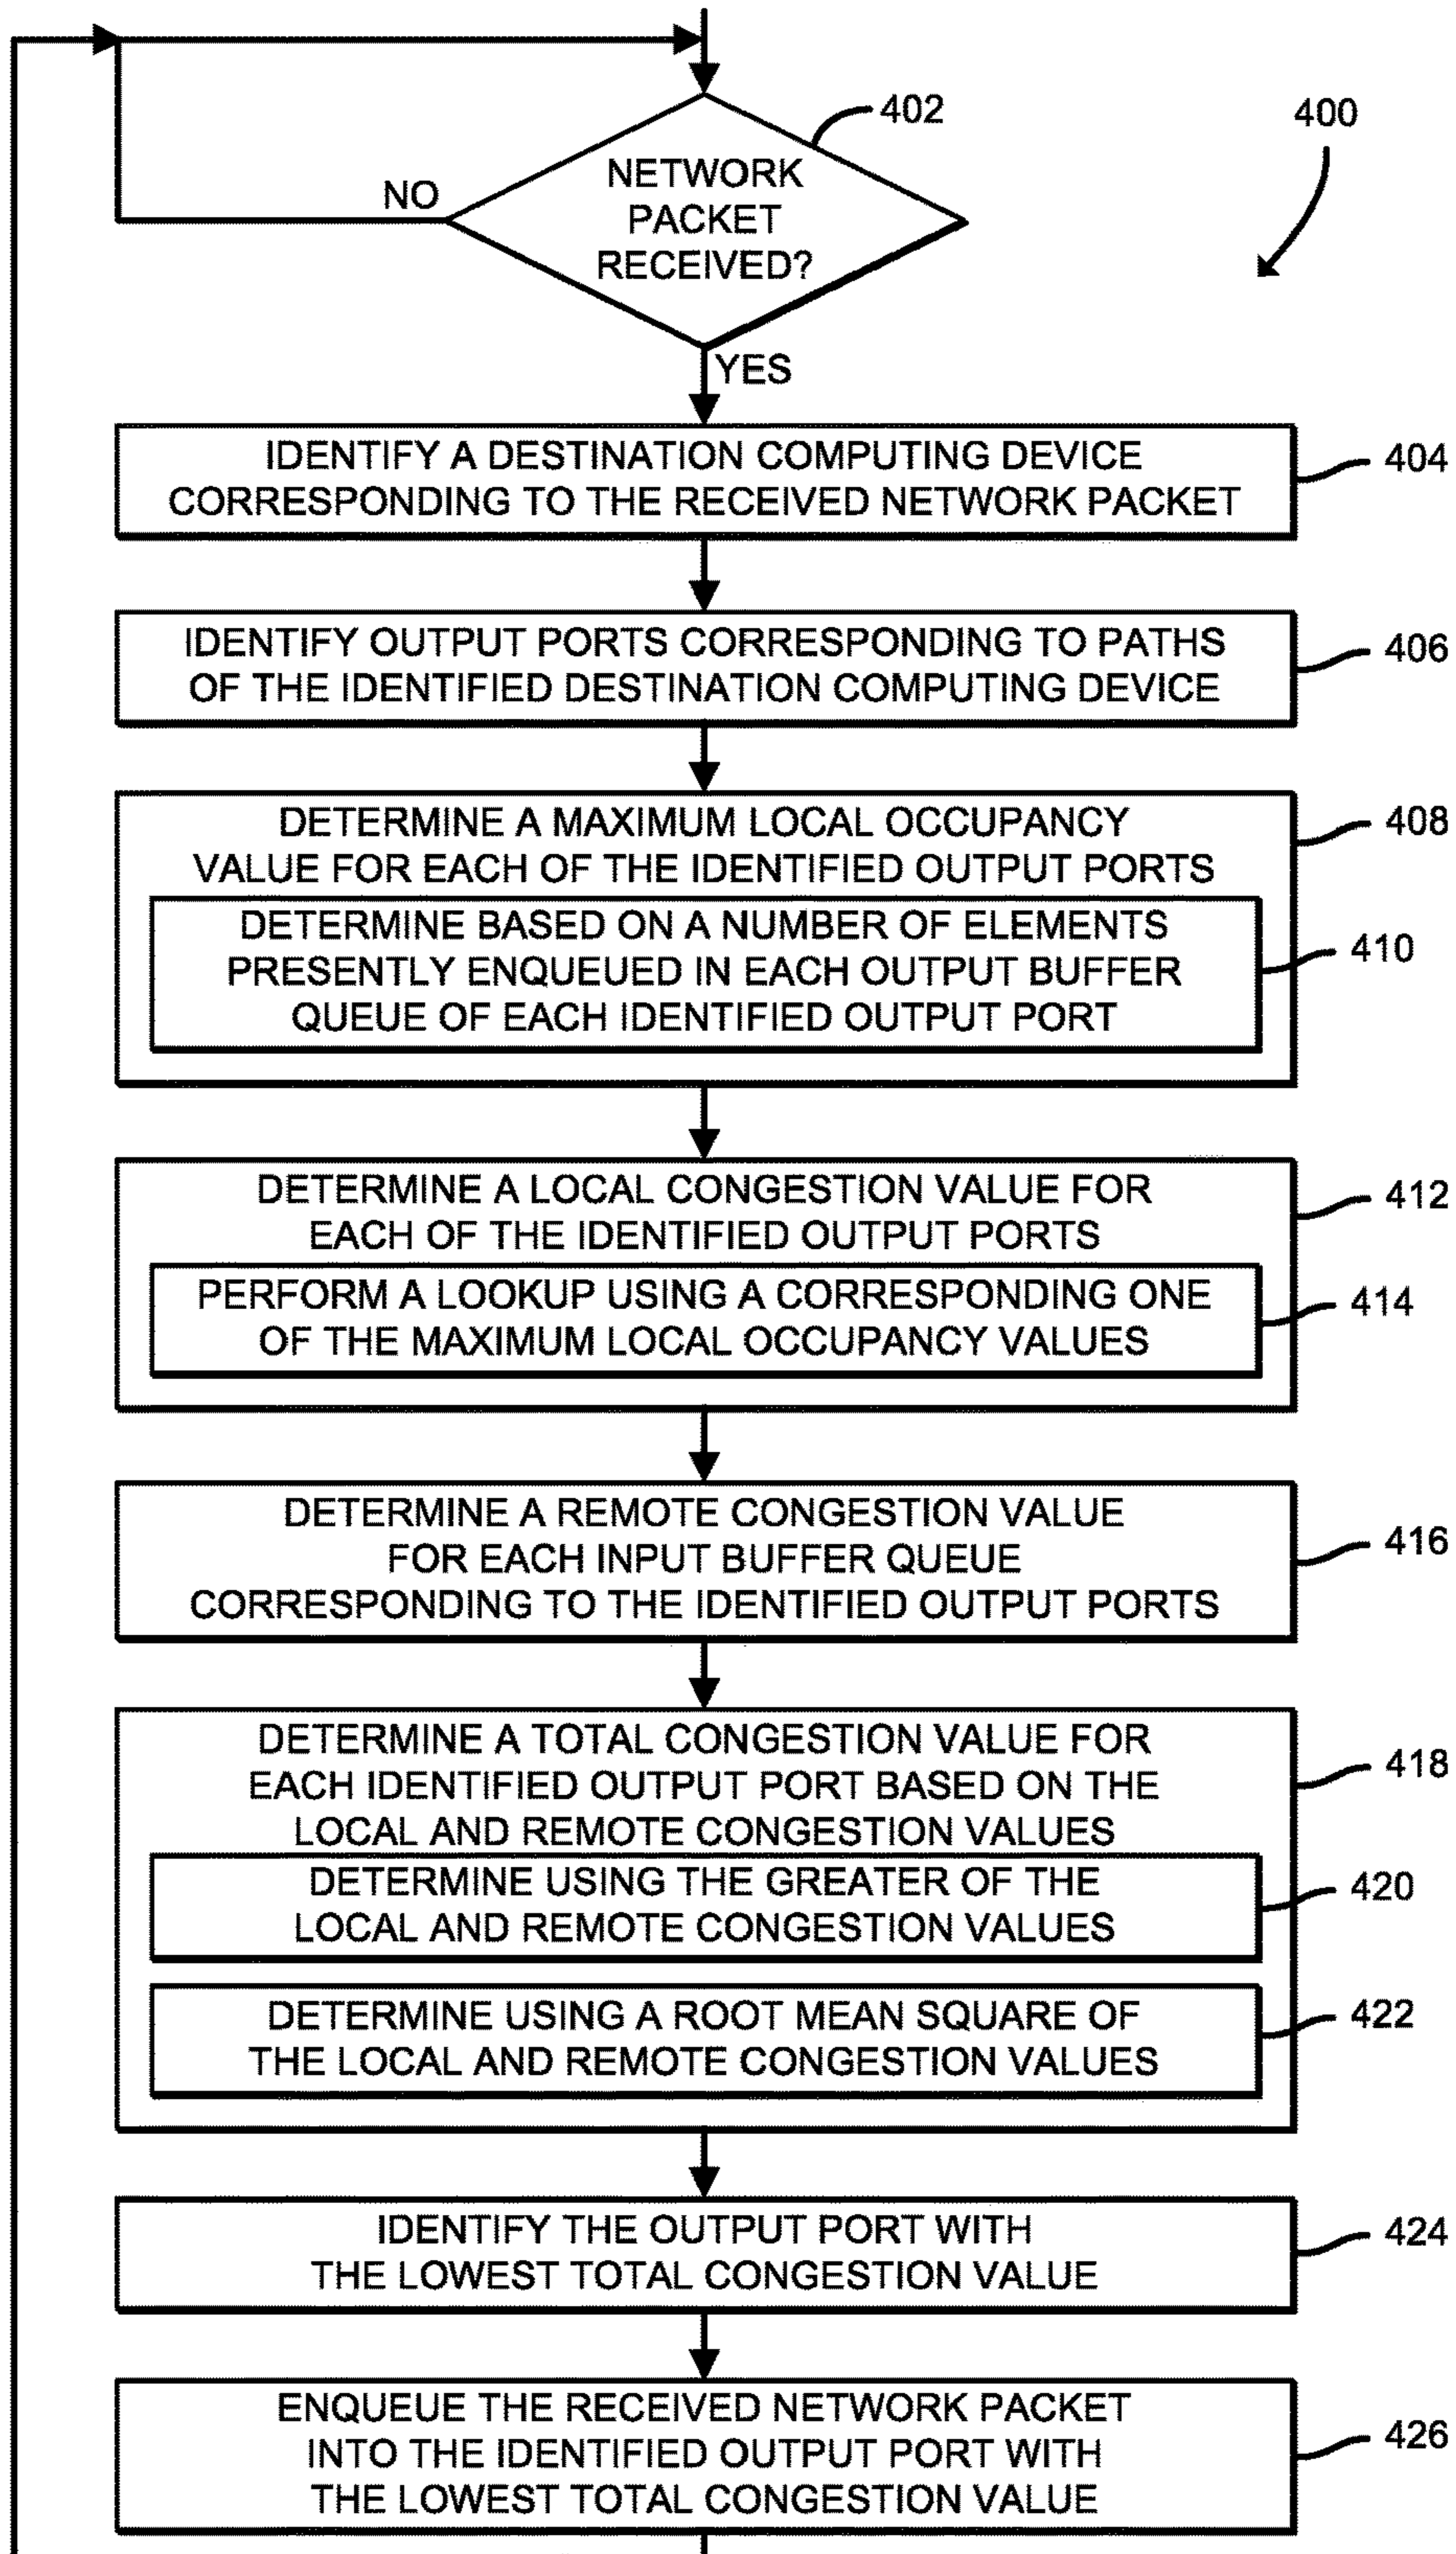 402
400
NETWORK
PACKET
RECEIVED?
NO
YES
IDENTIFY A DESTINATION COMPUTING DEVICE
CORRESPONDING TO THE RECEIVED NETWORK PACKET
404
IDENTIFY OUTPUT PORTS CORRESPONDING TO PATHS
OF THE IDENTIFIED DESTINATION COMPUTING DEVICE
406
DETERMINE A MAXIMUM LOCAL OCCUPANCY
VALUE FOR EACH OF THE IDENTIFIED OUTPUT PORTS
408
DETERMINE BASED ON A NUMBER OF ELEMENTS
PRESENTLY ENQUEUED IN EACH OUTPUT BUFFER
QUEUE OF EACH IDENTIFIED OUTPUT PORT
410
DETERMINE A LOCAL CONGESTION VALUE FOR
EACH OF THE IDENTIFIED OUTPUT PORTS
412
PERFORM A LOOKUP USING A CORRESPONDING ONE
OF THE MAXIMUM LOCAL OCCUPANCY VALUES
414
DETERMINE A REMOTE CONGESTION VALUE
FOR EACH INPUT BUFFER QUEUE
CORRESPONDING TO THE IDENTIFIED OUTPUT PORTS
416
DETERMINE A TOTAL CONGESTION VALUE FOR
EACH IDENTIFIED OUTPUT PORT BASED ON THE
LOCAL AND REMOTE CONGESTION VALUES
418
DETERMINE USING THE GREATER OF THE
LOCAL AND REMOTE CONGESTION VALUES
420
DETERMINE USING A ROOT MEAN SQUARE OF
THE LOCAL AND REMOTE CONGESTION VALUES
422
IDENTIFY THE OUTPUT PORT WITH
THE LOWEST TOTAL CONGESTION VALUE
424
ENQUEUE THE RECEIVED NETWORK PACKET
INTO THE IDENTIFIED OUTPUT PORT WITH
THE LOWEST TOTAL CONGESTION VALUE
426